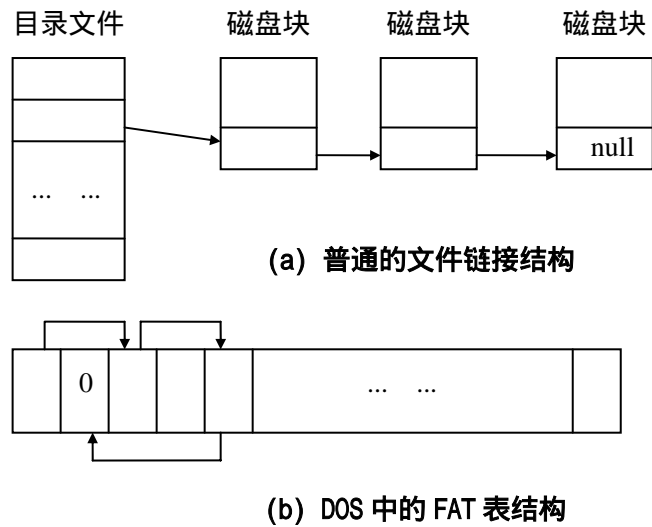 目录文件 磁盘块 磁盘块 磁盘块
null
... ...
(a) 普通的文件链接结构
0 ... ...
(b) DOS 中的 FAT 表结构